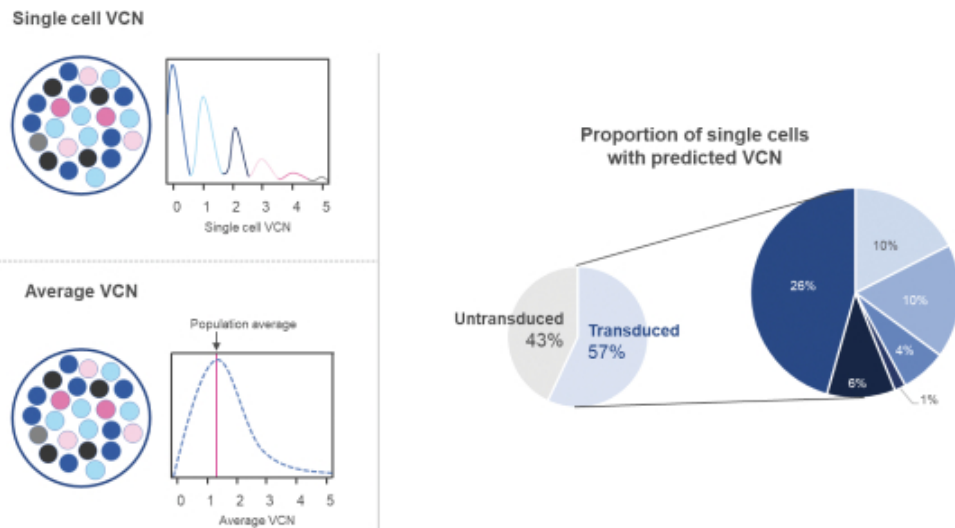 Single cell VCN
0 1 2 3 4 5
Single cell VCN
Average VCN
Population average
0 1 2 3 4 5
Average VCN
Proportion of single cells
with predicted VCN
Untransduced
43%
Transduced
57%
10%
10%
4%
1%
6%
26%